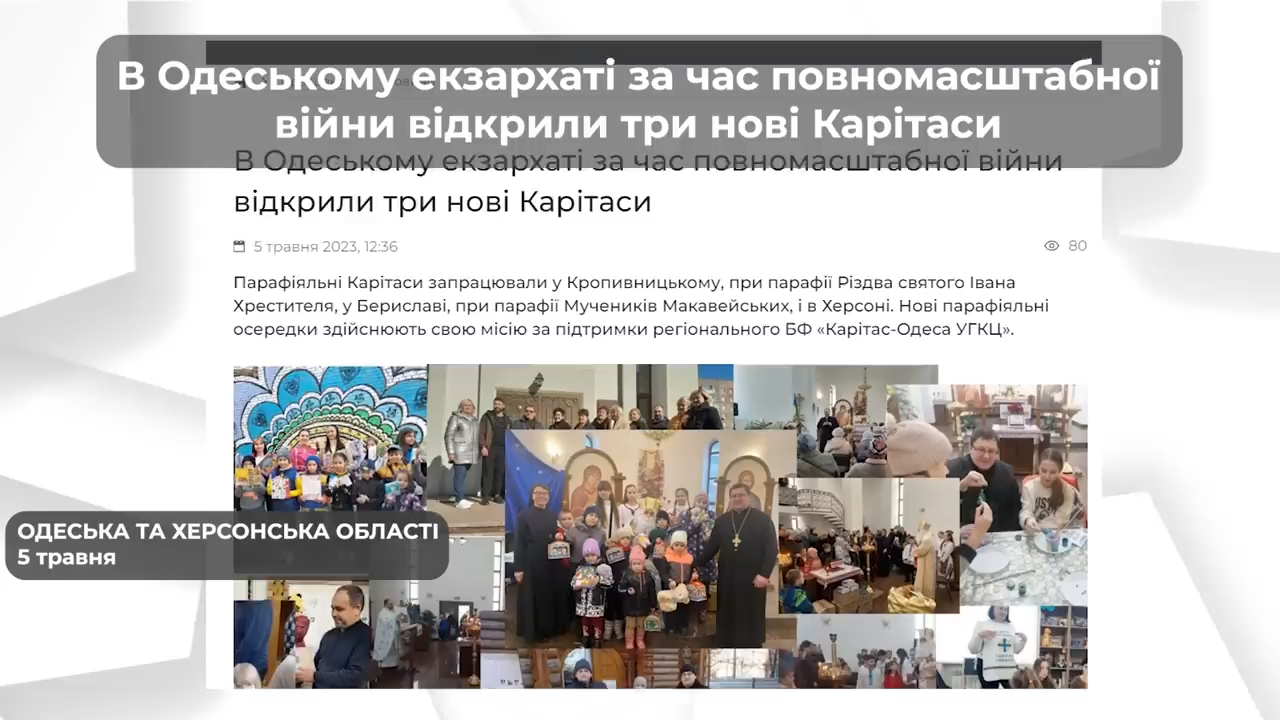 В Одеському екзархаті за час повномасштабної
війни відкрили три нові Карітаси
В Одеському екзархаті за час повномасштабної війни
відкрили три нові Карітаси
5 травня 2023, 12:36
80
Парафіяльні Карітаси запрацювали у Кропивницькому, при парафії Різдва святого Івана
Хрестителя, у Бериславі, при парафії Мучеників Макавейських, і в Херсоні. Нові парафіяльні
осередки здійснюють свою місію за підтримки регіонального БФ «Карітас-Одеса УГКЦ».
ОДЕСЬКА ТА ХЕРСОНСЬКА ОБЛАСТІ
5 травня